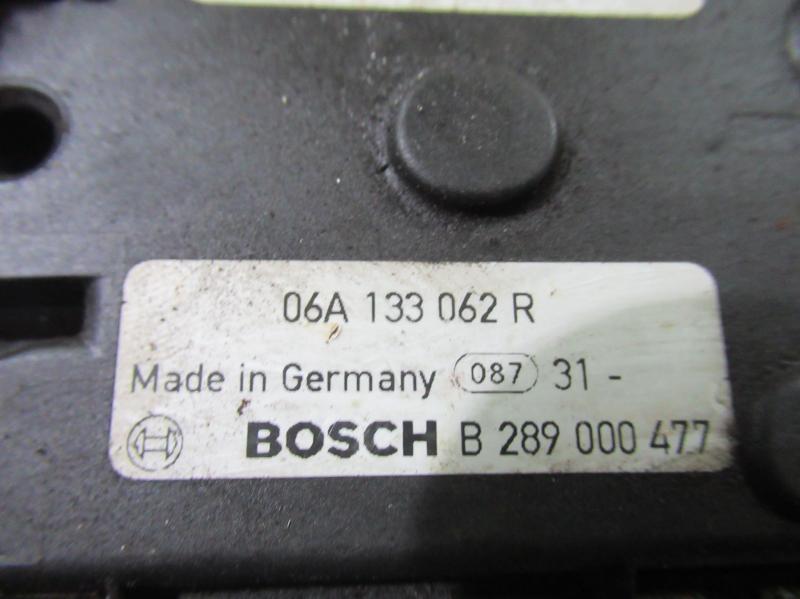 06A 133 062 R
Made in Germany 087 31 -
BOSCH B 289 000 477